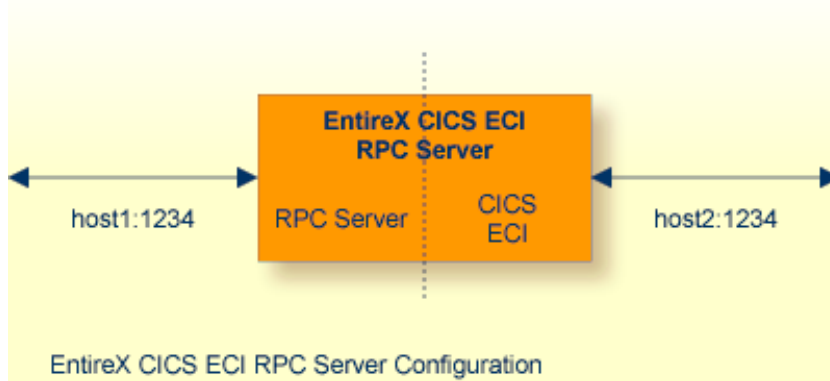 EntireX CICS ECI
RPC Server
host1:1234
RPC Server
CICS
ECI
host2:1234
EntireX CICS ECI RPC Server Configuration